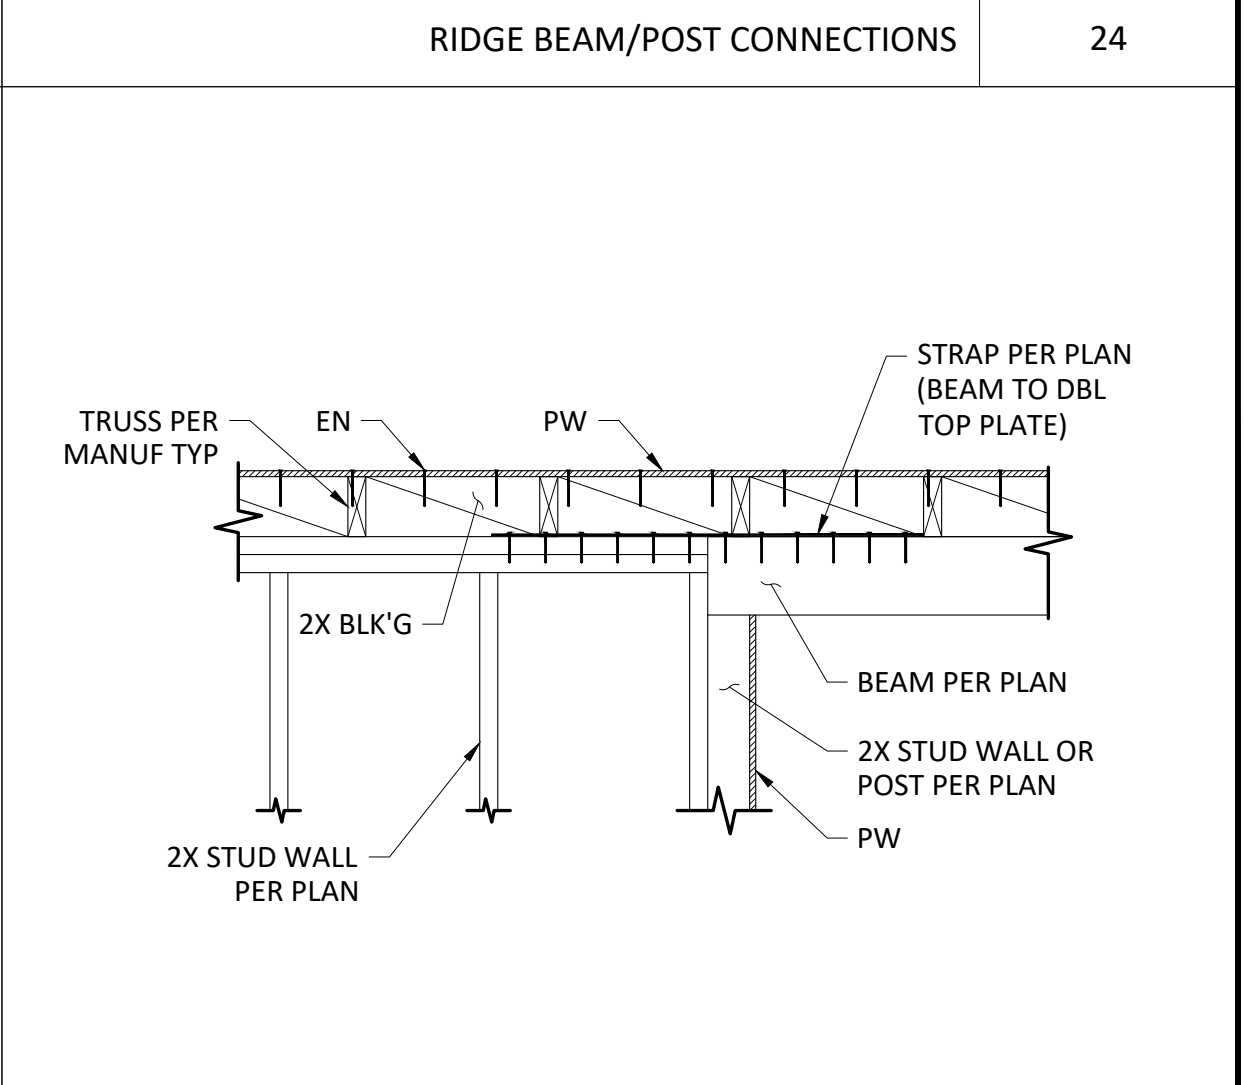 RIDGE BEAM/POST CONNECTIONS
24
STRAP PER PLAN
(BEAM TO DBL
TOP PLATE)
TRUSS PER
MANUF TYP
EN
PW
2X BLK'G
BEAM PER PLAN
2X STUD WALL OR
POST PER PLAN
PW
2X STUD WALL
PER PLAN